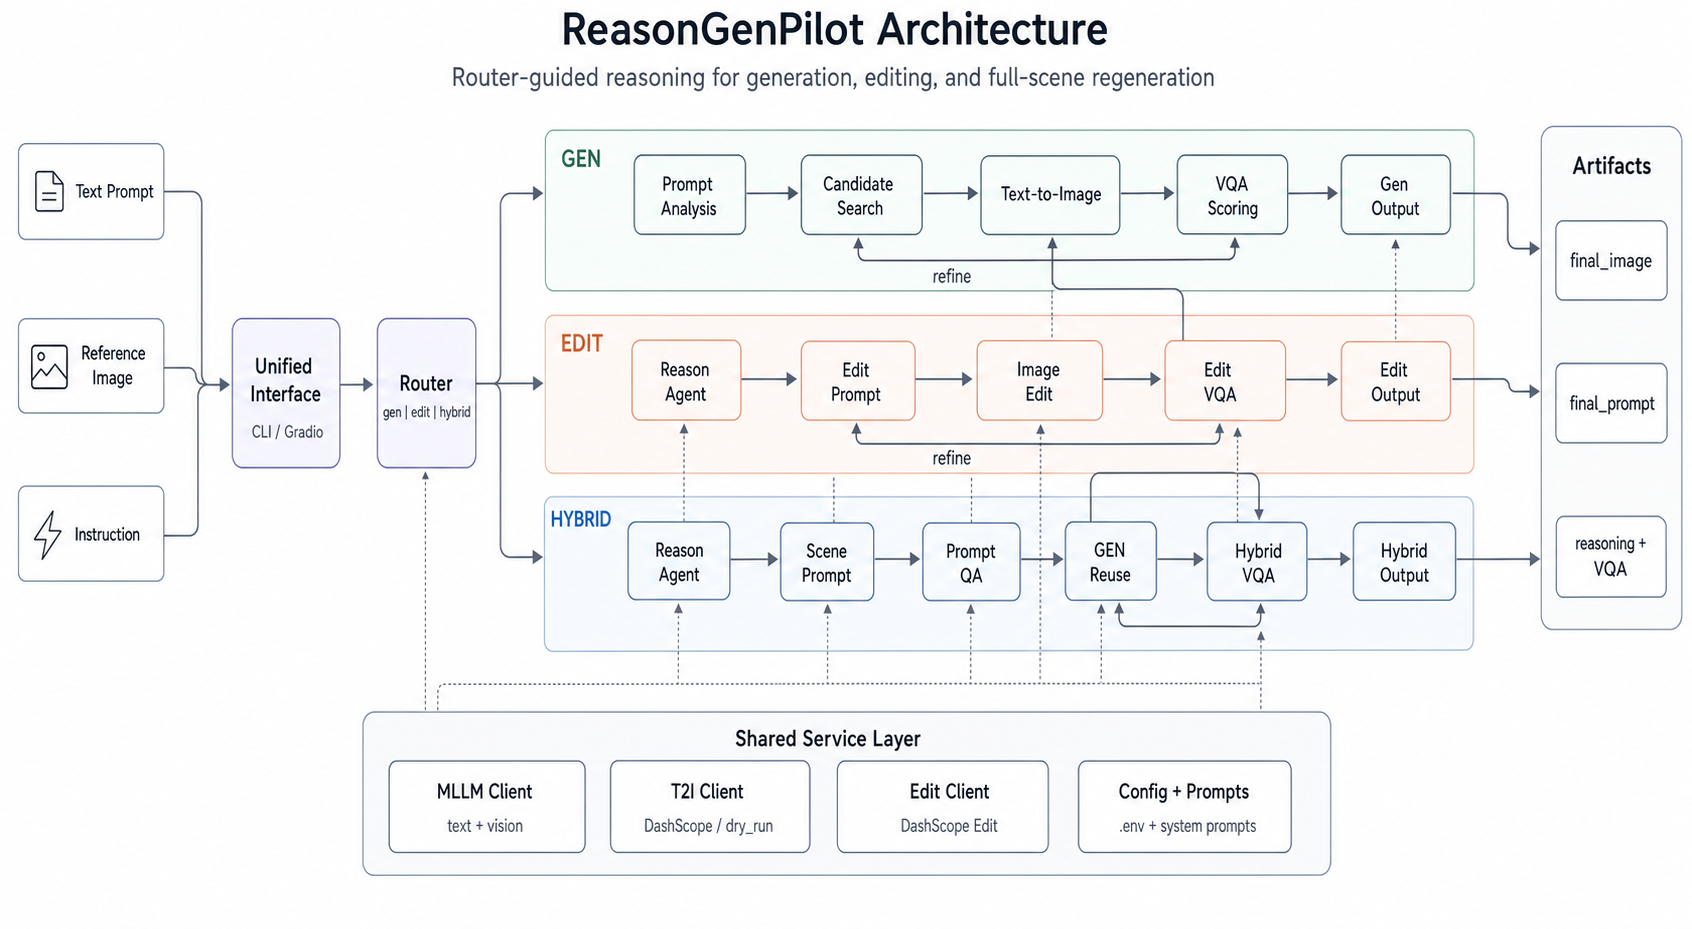 ReasonGenPilot Architecture
Router-guided reasoning for generation, editing, and full-scene regeneration
Text Prompt
Reference
Image
Instruction
Unified
Interface
CLI / Gradio
Router
gen | edit | hybrid
GEN
Prompt
Analysis
Candidate
Search
Text-to-Image
VQA
Scoring
Gen
Output
refine
EDIT
Reason
Agent
Edit
Prompt
Image
Edit
Edit
VQA
Edit
Output
refine
HYBRID
Reason
Agent
Scene
Prompt
Prompt
QA
GEN
Reuse
Hybrid
VQA
Hybrid
Output
Artifacts
final_image
final_prompt
reasoning +
VQA
Shared Service Layer
MLLM Client
text + vision
T2I Client
DashScope / dry_run
Edit Client
DashScope Edit
Config + Prompts
.env + system prompts